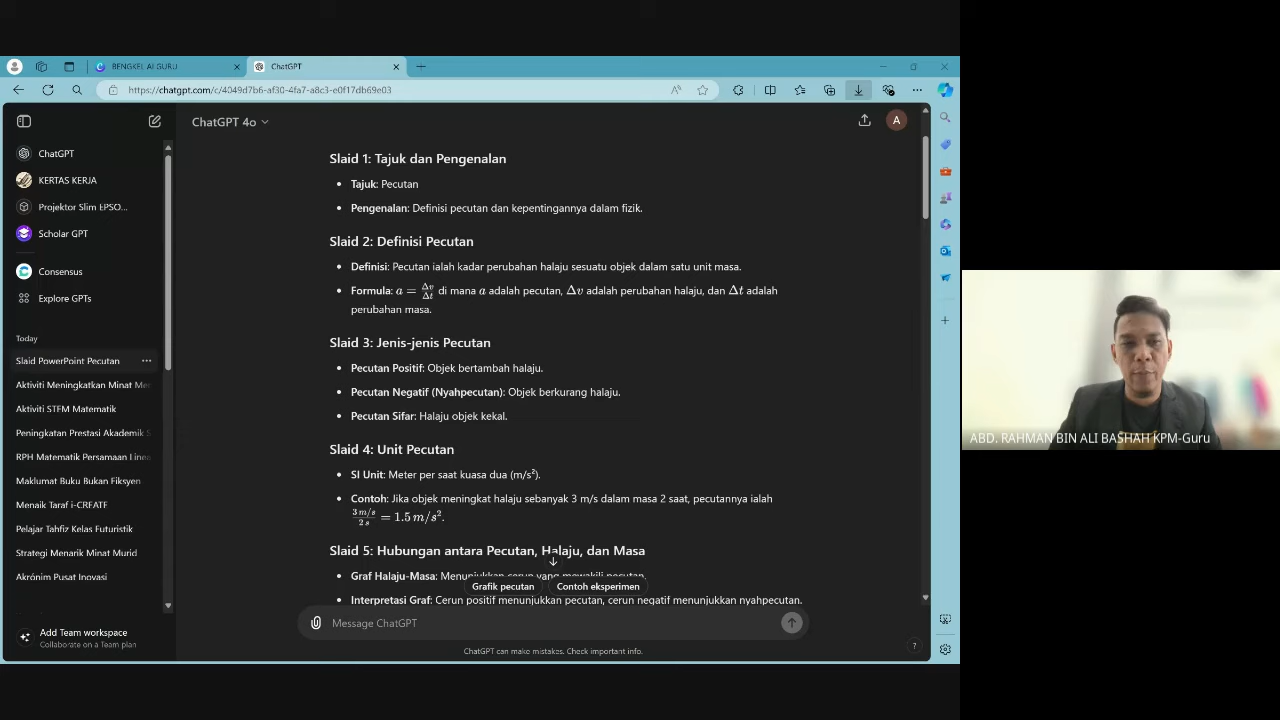 BENGKEL AI GURU
ChatGPT
https://chatgpt.com/c/4049d7b6-af30-4fa7-a8c3-e0f17db69e03
ChatGPT
KERTAS KERJA
Projektor Slim EPSO...
Scholar GPT
Consensus
Explore GPTs
Today
Slaid PowerPoint Pecutan
Aktiviti Meningkatkan Minat Me
Aktiviti STEM Matematik
Peningkatan Prestasi Akademik S
RPH Matematik Persamaan Linea
Maklumat Buku Bukan Fiksyen
Menaik Taraf i-CREATE
Pelajar Tahfiz Kelas Futuristik
Strategi Menarik Minat Murid
Akrónim Pusat Inovasi
Add Team workspace
Collaborate on a Team plan
ChatGPT 4o
A
Slaid 1: Tajuk dan Pengenalan
• Tajuk: Pecutan
• Pengenalan: Definisi pecutan dan kepentingannya dalam fizik.
Slaid 2: Definisi Pecutan
• Definisi: Pecutan ialah kadar perubahan halaju sesuatu objek dalam satu unit masa.
• Formula: a = Δv/Δt di mana a adalah pecutan, Δv adalah perubahan halaju, dan Δt adalah
perubahan masa.
Slaid 3: Jenis-jenis Pecutan
• Pecutan Positif: Objek bertambah halaju.
• Pecutan Negatif (Nyahpecutan): Objek berkurang halaju.
• Pecutan Sifar: Halaju objek kekal.
Slaid 4: Unit Pecutan
• SI Unit: Meter per saat kuasa dua (m/s²).
• Contoh: Jika objek meningkat halaju sebanyak 3 m/s dalam masa 2 saat, pecutannya ialah
3 m/s / 2 s = 1.5 m/s².
Slaid 5: Hubungan antara Pecutan, Halaju, dan Masa
• Graf Halaju-Masa: Menunjukkan cerun yang mewakili pecutan.
Grafik pecutan
Contoh eksperimen
• Interpretasi Graf: Cerun positif menunjukkan pecutan, cerun negatif menunjukkan nyahpecutan.
Message ChatGPT
ChatGPT can make mistakes. Check important info.
?
ABD. RAHMAN BIN ALI BASHAH KPM-Guru